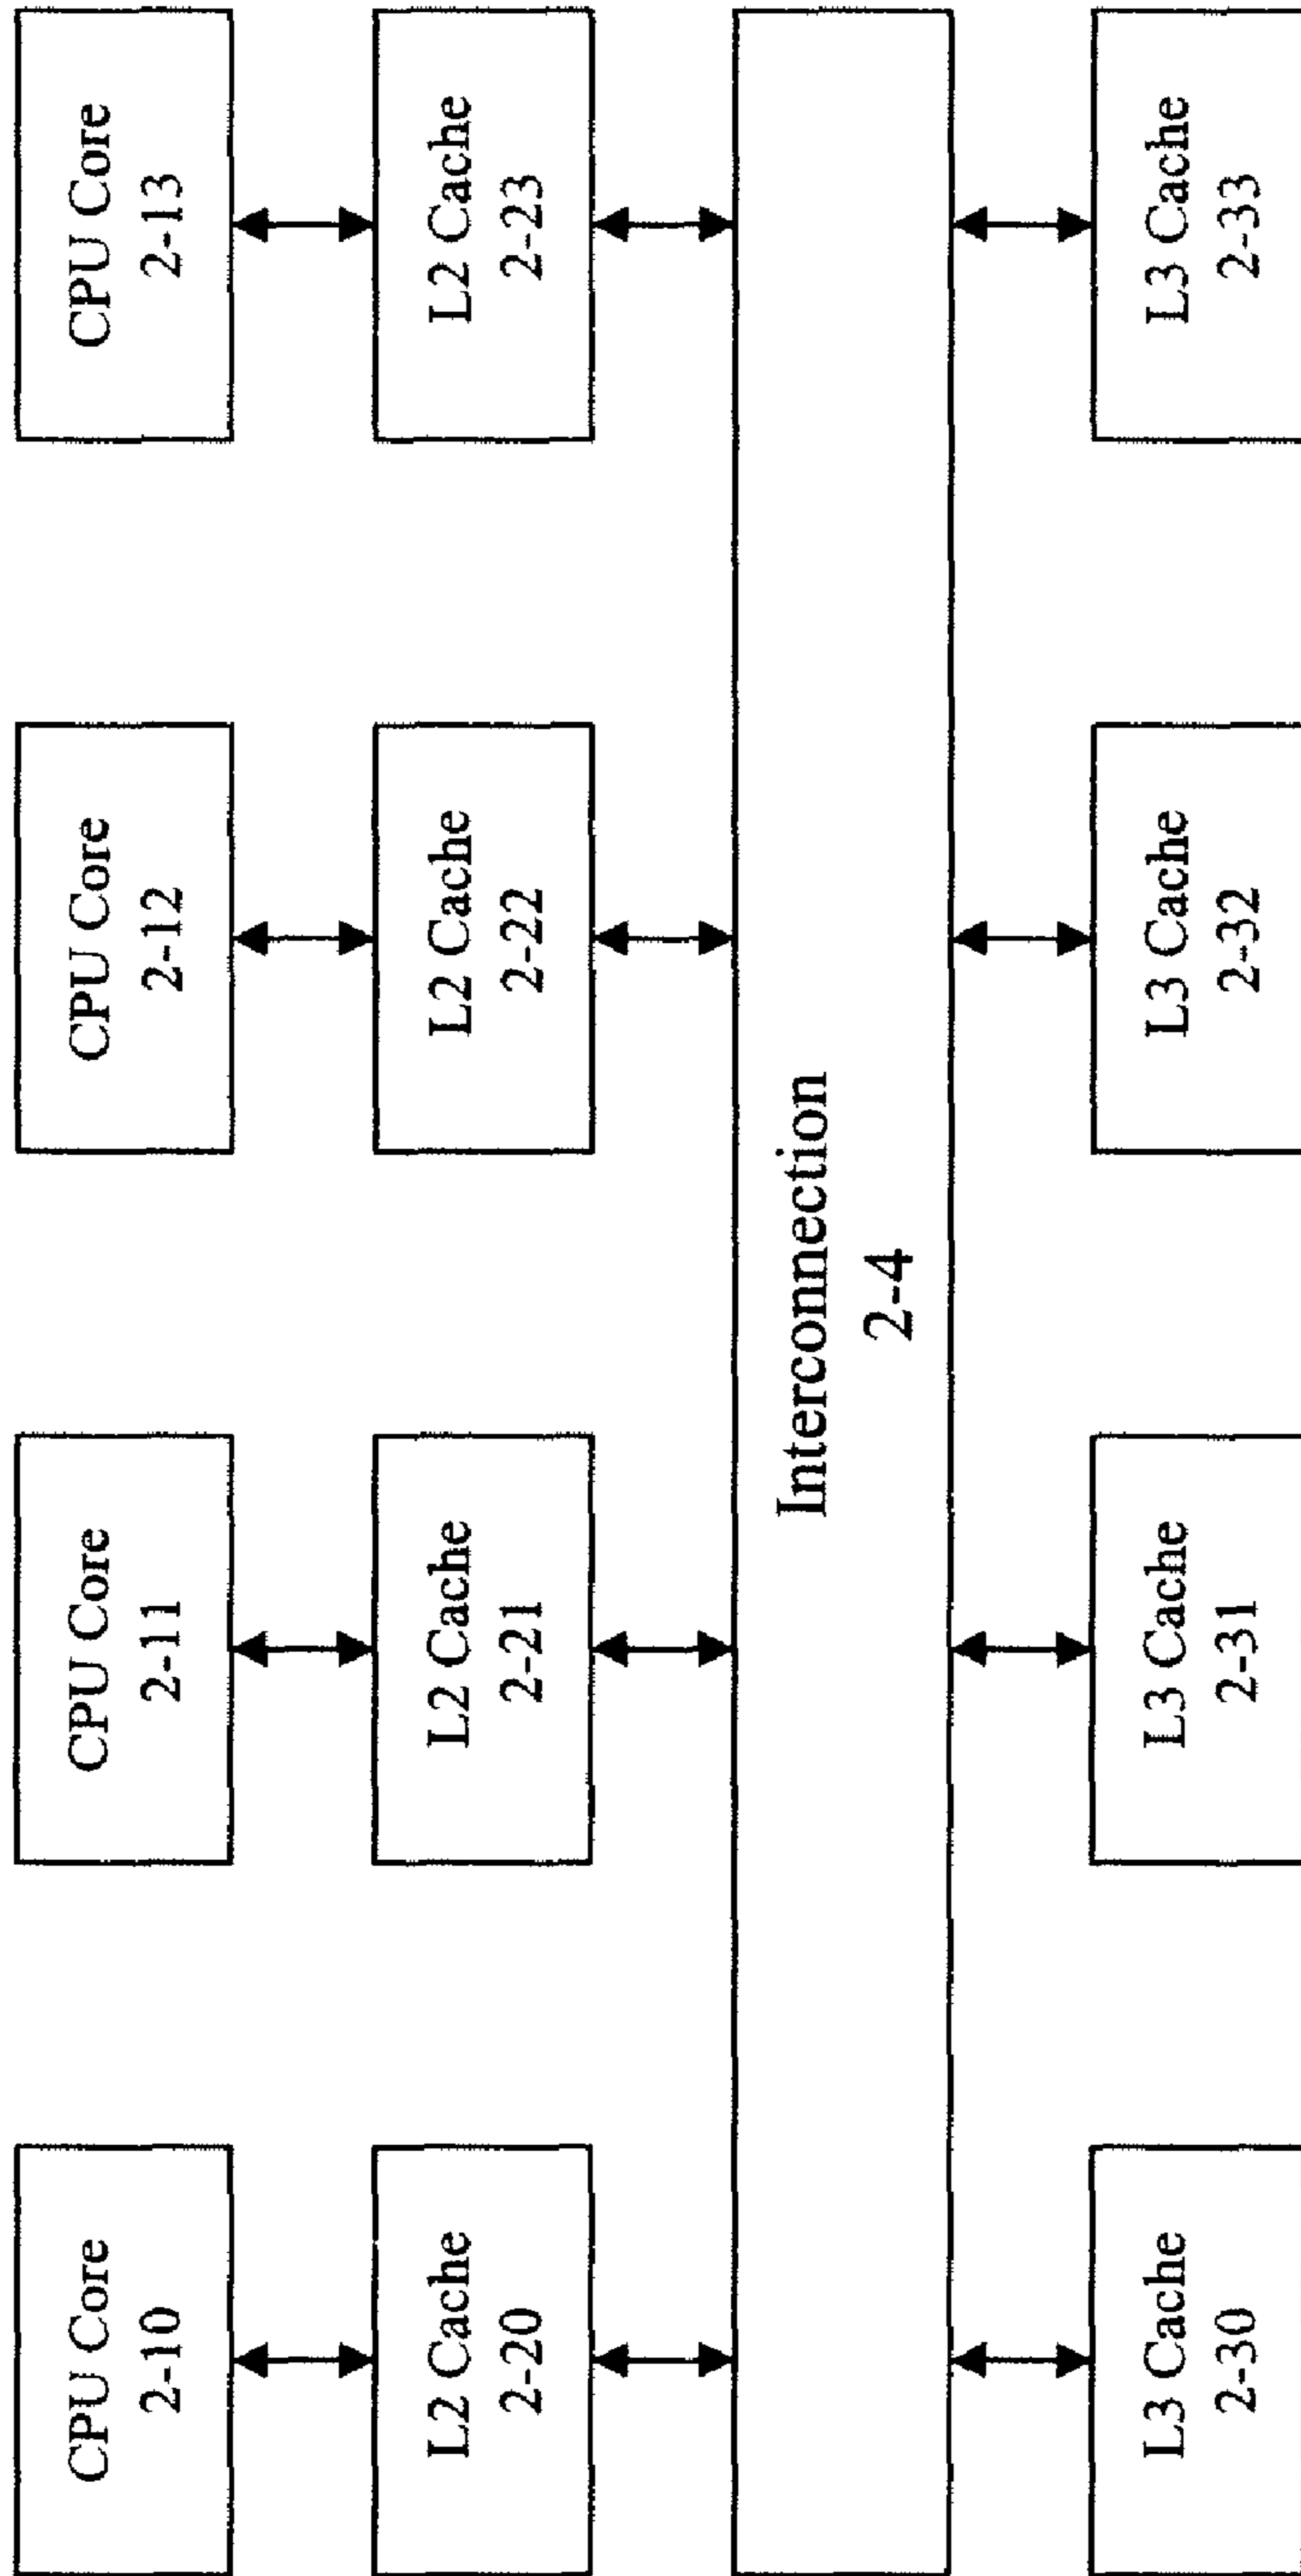 CPU Core
2-10
CPU Core
2-11
CPU Core
2-12
CPU Core
2-13
L2 Cache
2-20
L2 Cache
2-21
L2 Cache
2-22
L2 Cache
2-23
Interconnection
2-4
L3 Cache
2-30
L3 Cache
2-31
L3 Cache
2-32
L3 Cache
2-33